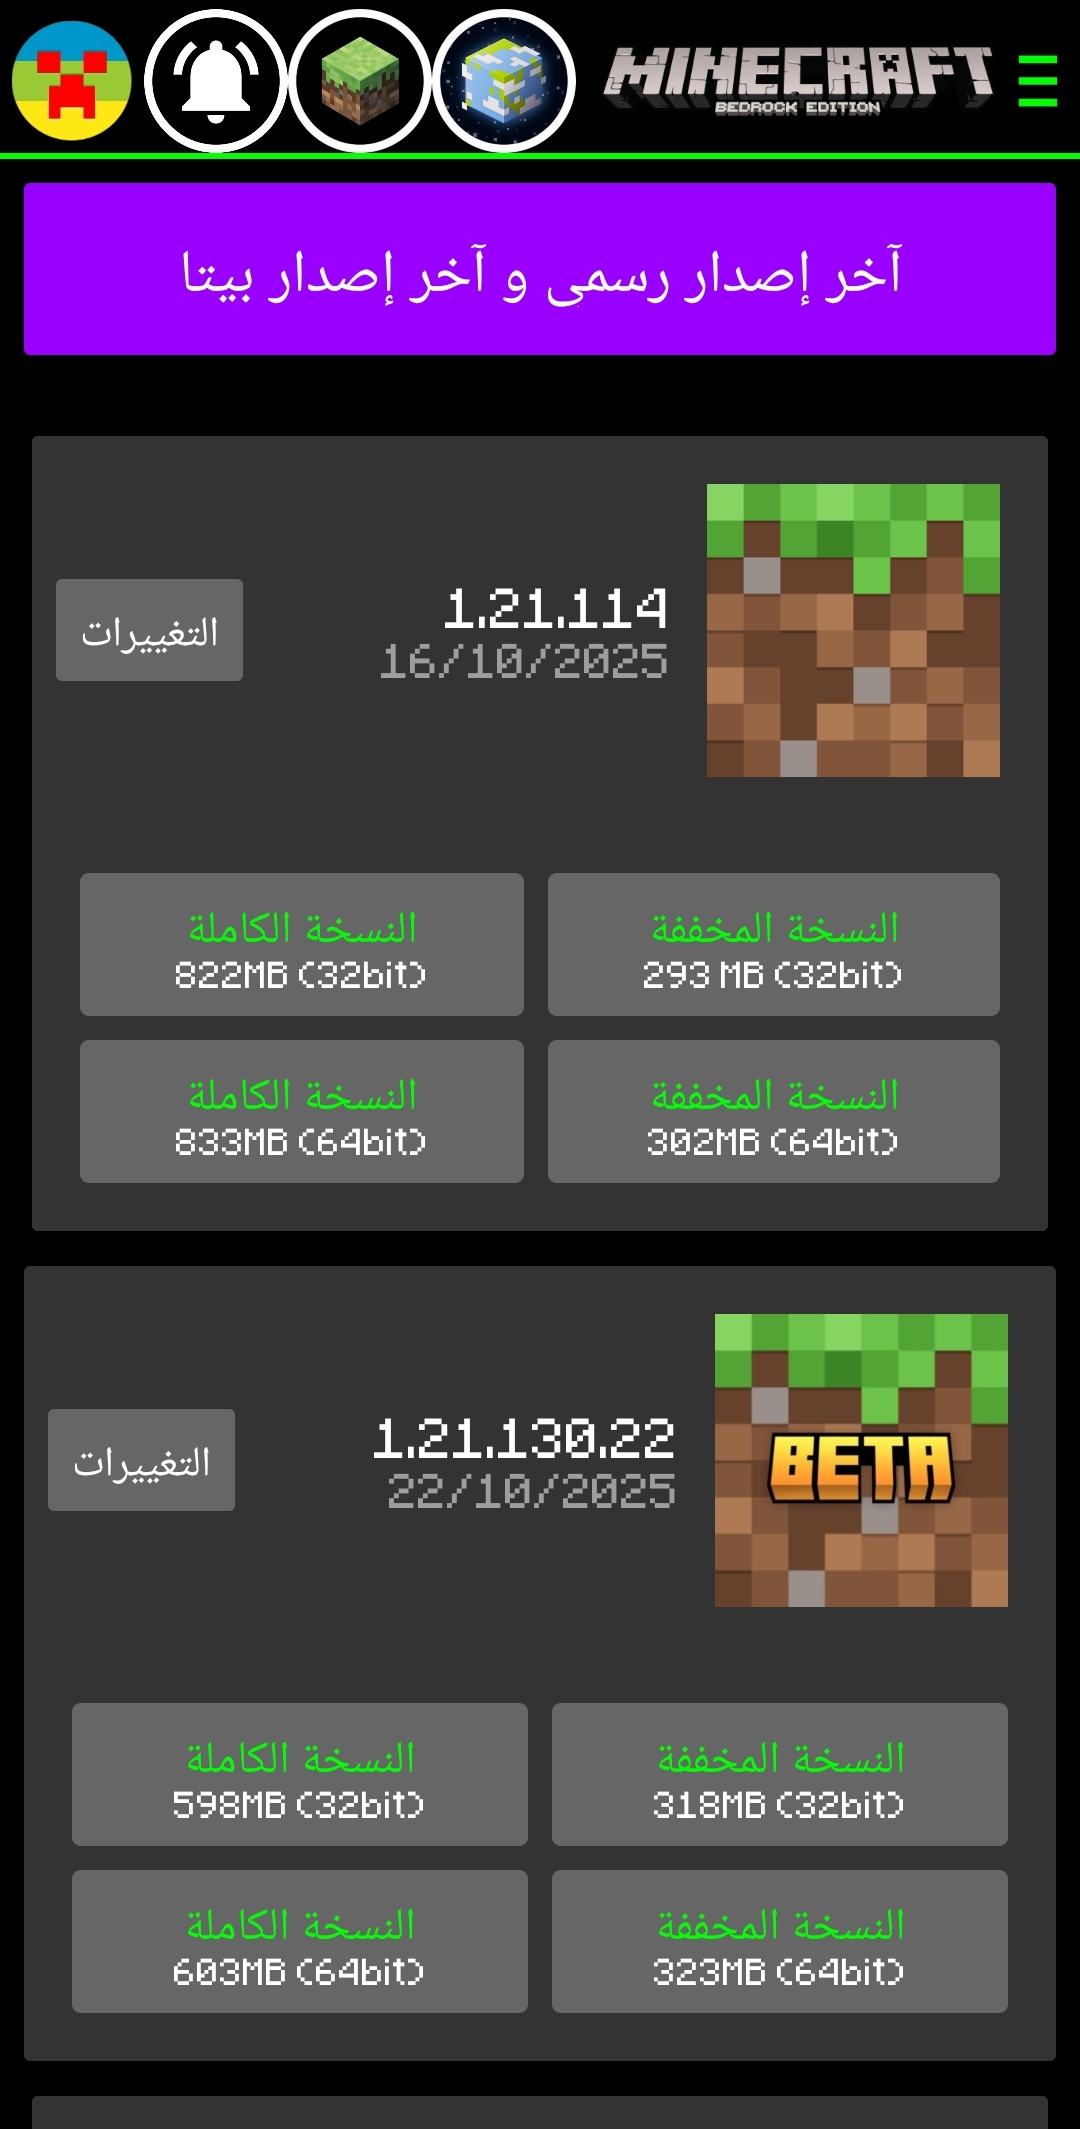 MINECRAFT
BEDROCK EDITION
آخر إصدار رسمي و آخر إصدار بيتا
1.21.114
16/10/2025
التغييرات
النسخة المخففة
293 MB (32bit)
النسخة الكاملة
822MB (32bit)
النسخة المخففة
302MB (64bit)
النسخة الكاملة
833MB (64bit)
BETA
1.21.130.22
22/10/2025
التغييرات
النسخة المخففة
318MB (32bit)
النسخة الكاملة
598MB (32bit)
النسخة المخففة
323MB (64bit)
النسخة الكاملة
603MB (64bit)